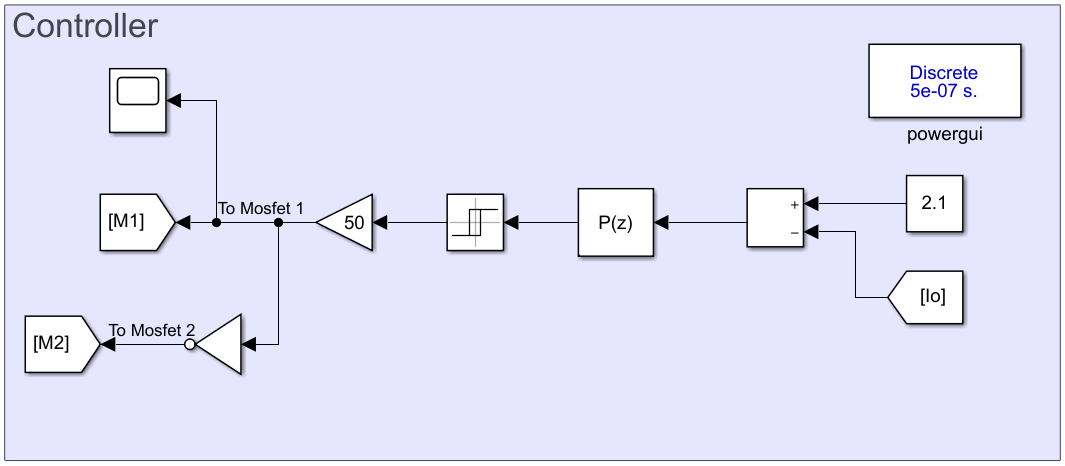 Controller
Discrete
5e-07 s.
powergui
[M1]
To Mosfet 1
50
P(z)
+
−
2.1
[Io]
[M2]
To Mosfet 2